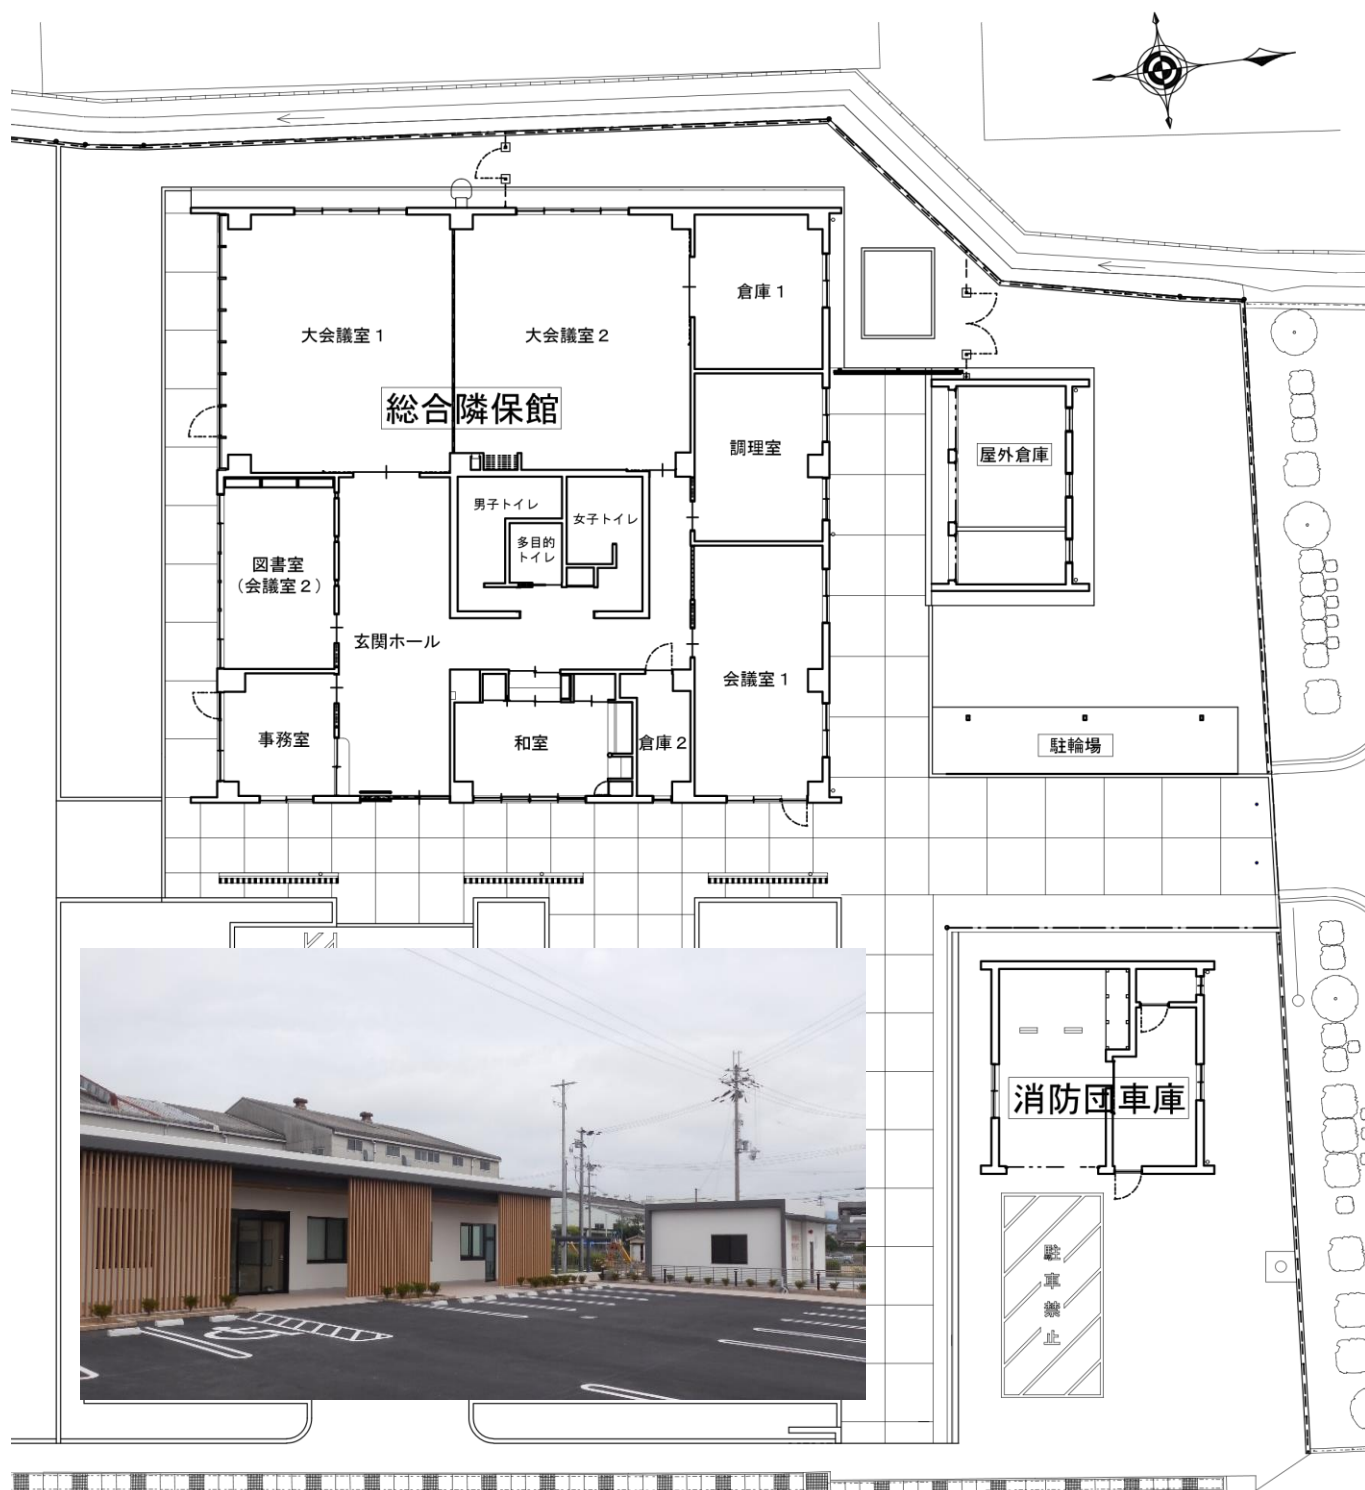 倉庫１
大会議室１
大会議室２
総合隣保館
調理室
屋外倉庫
男子トイレ
女子トイレ
多目的
トイレ
図書室
（会議室２）
玄関ホール
会議室１
事務室
和室
倉庫２
駐輪場
消防団車庫
駐
車
禁
止